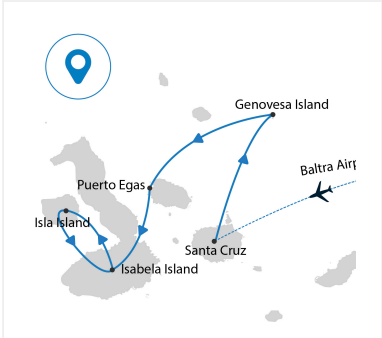 Genovesa Island
Baltra Airp
Puerto Egas
Isla Island
Santa Cruz
Isabela Island